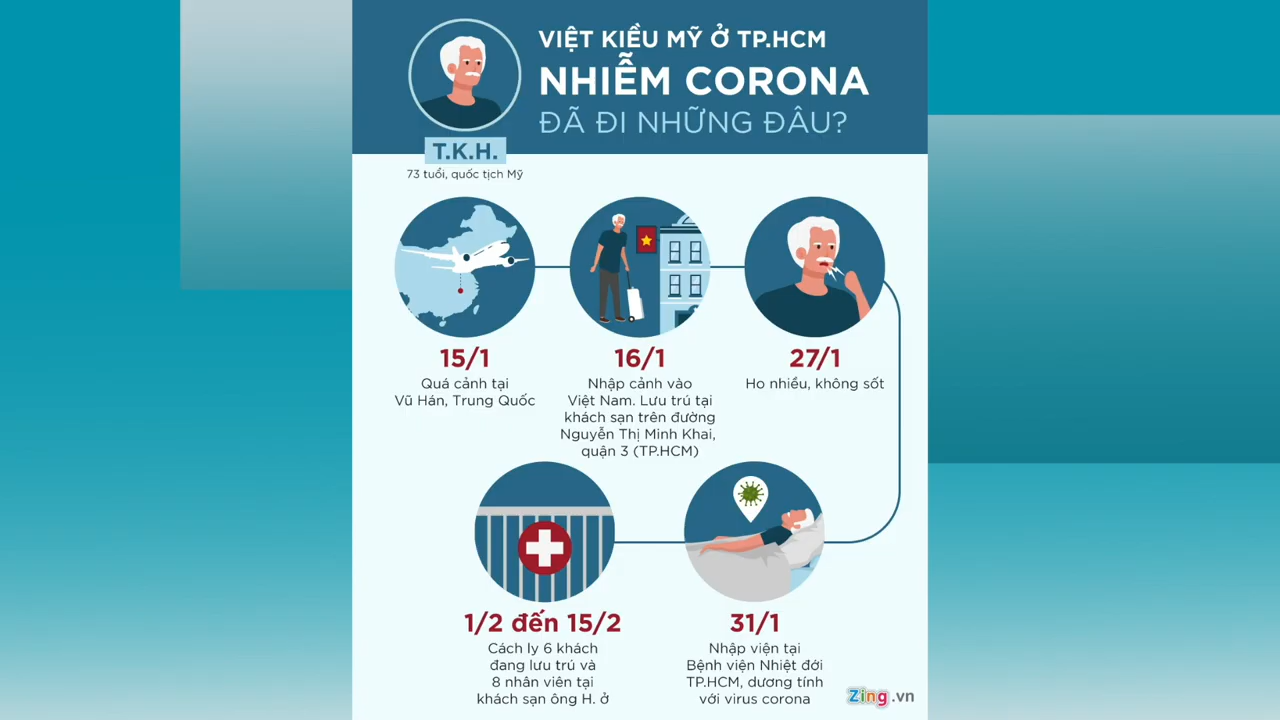 VIỆT KIỀU MỸ Ở TP.HCM
NHIỄM CORONA
ĐÃ ĐI NHỮNG ĐÂU?
T.K.H.
73 tuổi, quốc tịch Mỹ
15/1
Quá cảnh tại
Vũ Hán, Trung Quốc
16/1
Nhập cảnh vào
Việt Nam. Lưu trú tại
khách sạn trên đường
Nguyễn Thị Minh Khai,
quận 3 (TP.HCM)
27/1
Ho nhiều, không sốt
31/1
Nhập viện tại
Bệnh viện Nhiệt đới
TP.HCM, dương tính
với virus corona
1/2 đến 15/2
Cách ly 6 khách
đang lưu trú và
8 nhân viên tại
khách sạn ông H. ở
Zing.vn